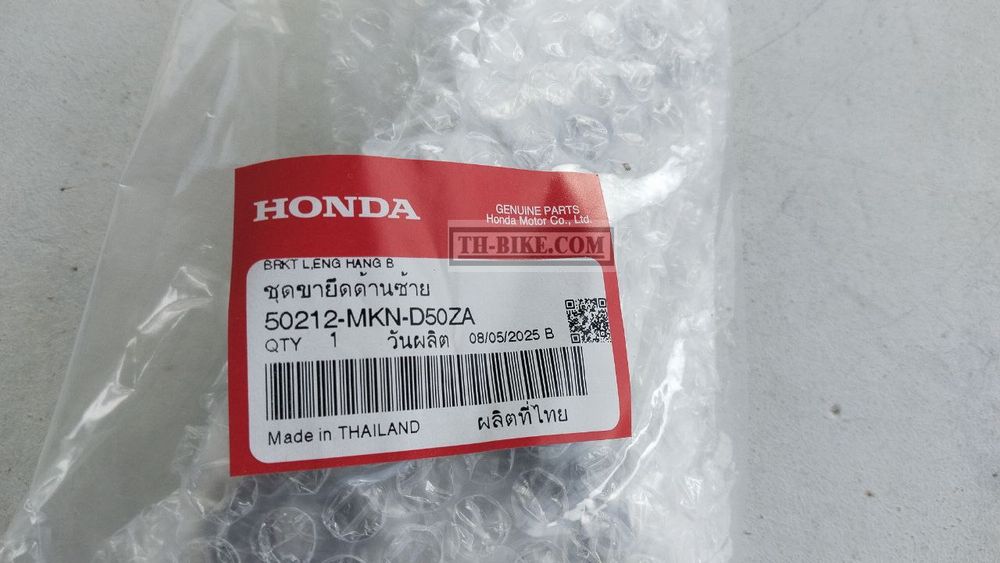 HONDA
GENUINE PARTS
Honda Motor Co., Ltd.
TH-BIKE.COM
BRKT L,ENG HANG B
ชุดขายึดด้านซ้าย
50212-MKN-D50ZA
QTY 1 วันผลิต 08/05/2025 B
Made in THAILAND ผลิตที่ไทย